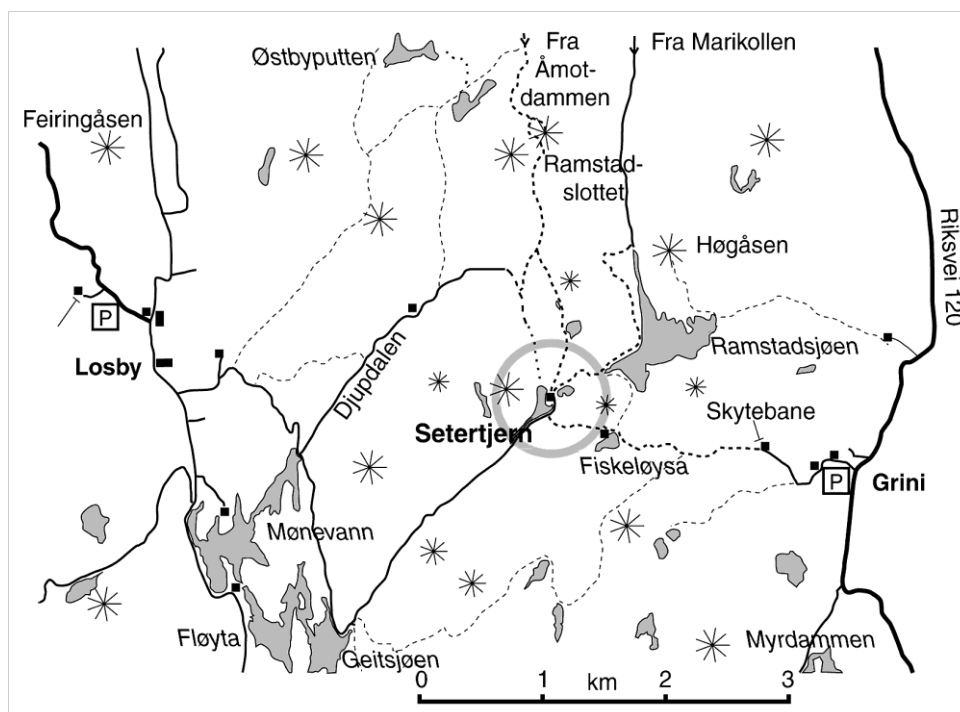 Østbyputten
Fra
Åmot-
dammen
Fra Marikollen
Feiringåsen
Ramstad-
slottet
Høgåsen
Riksvei 120
P
Losby
Djupdalen
Ramstadsjøen
Skytebane
Setertjern
Fiskeløysa
P
Grini
Mønevann
Fløyta
Geitsjøen
Myrdammen
0
1
km
2
3